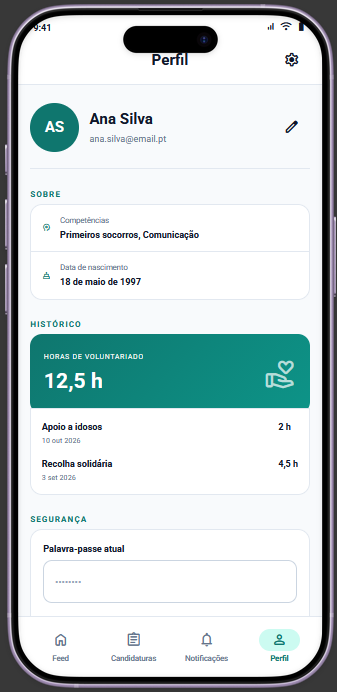 9:41
Perfil
AS
Ana Silva
ana.silva@email.pt
SOBRE
Competências
Primeiros socorros, Comunicação
Data de nascimento
18 de maio de 1997
HISTÓRICO
HORAS DE VOLUNTARIADO
12,5 h
Apoio a idosos
2 h
10 out 2026
Recolha solidária
4,5 h
3 set 2026
SEGURANÇA
Palavra-passe atual
••••••••
Feed
Candidaturas
Notificações
Perfil